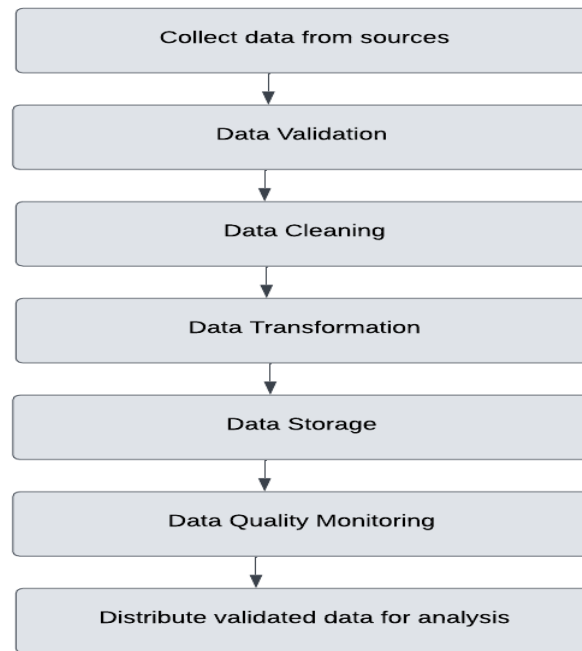 Collect data from sources
Data Validation
Data Cleaning
Data Transformation
Data Storage
Data Quality Monitoring
Distribute validated data for analysis